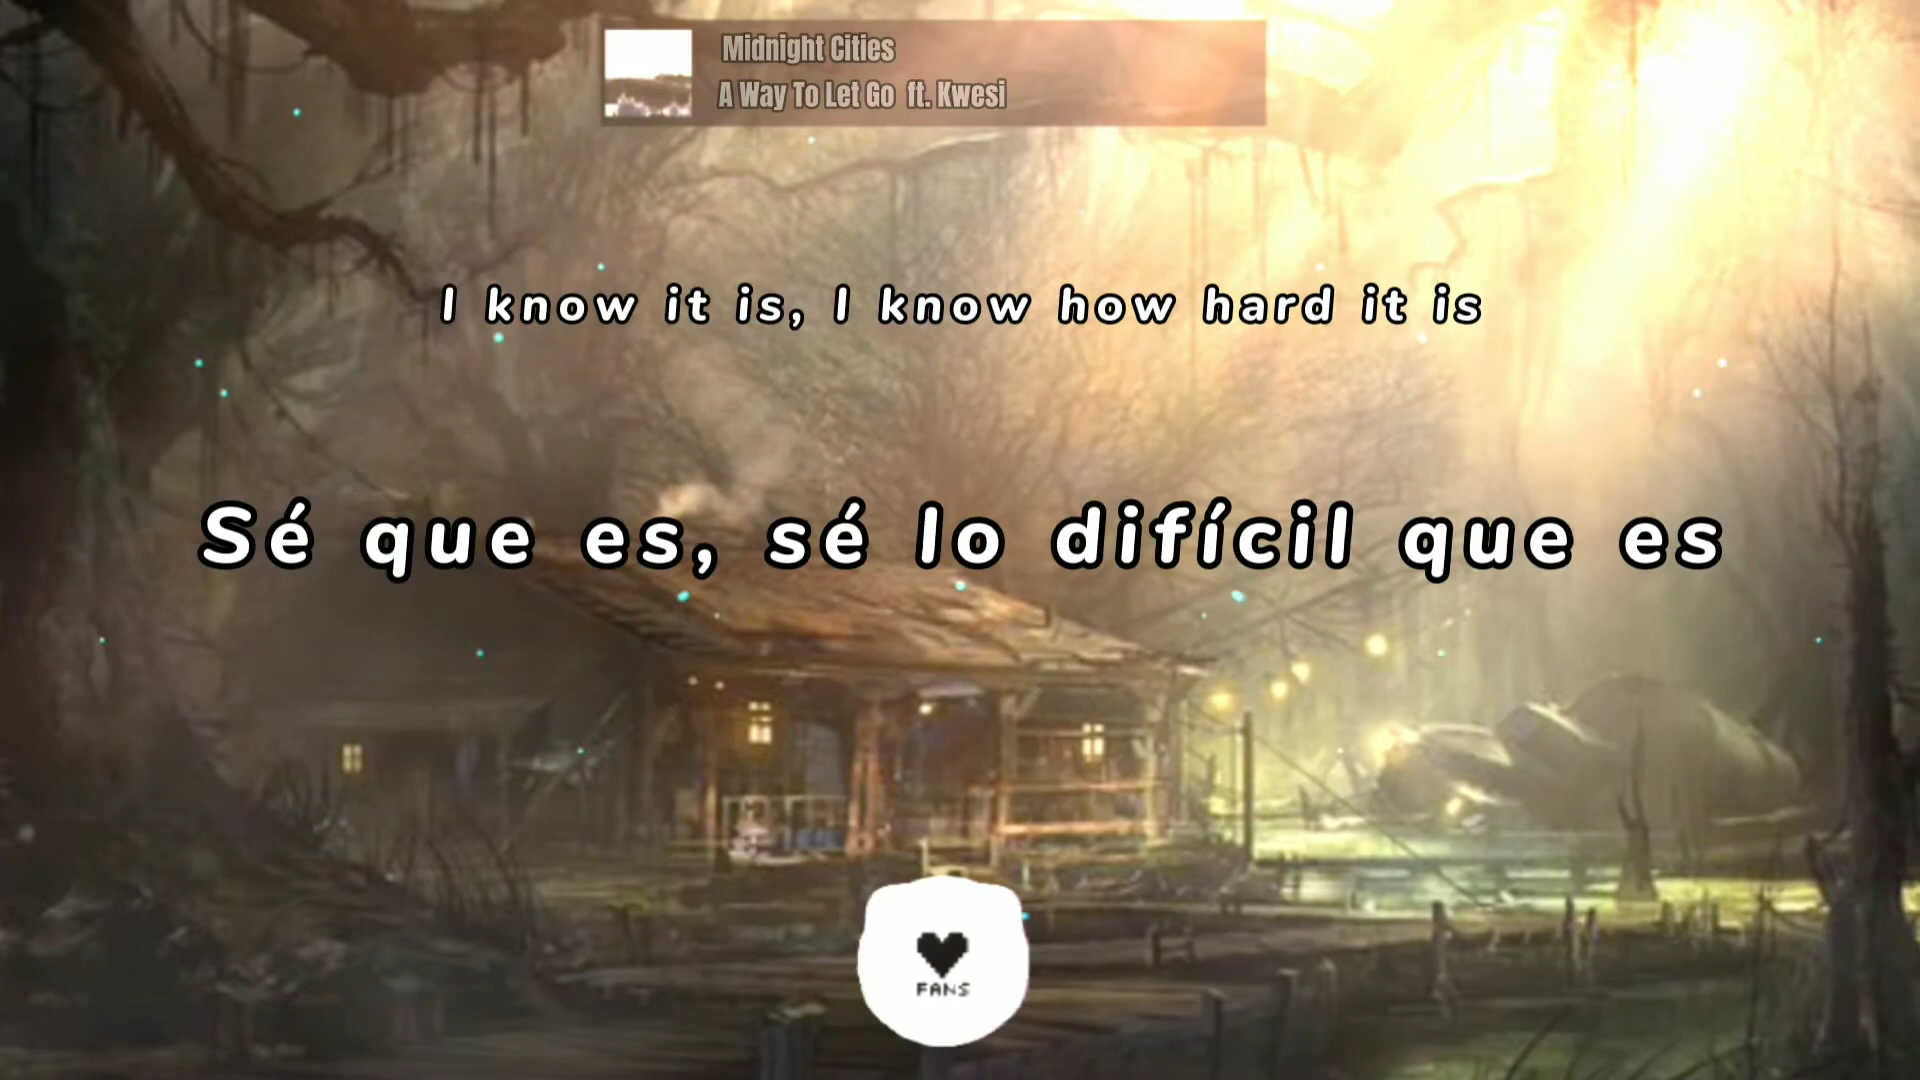 Midnight Cities
A Way To Let Go ft. Kwesi
I know it is, I know how hard it is
Sé que es, sé lo difícil que es
FANS